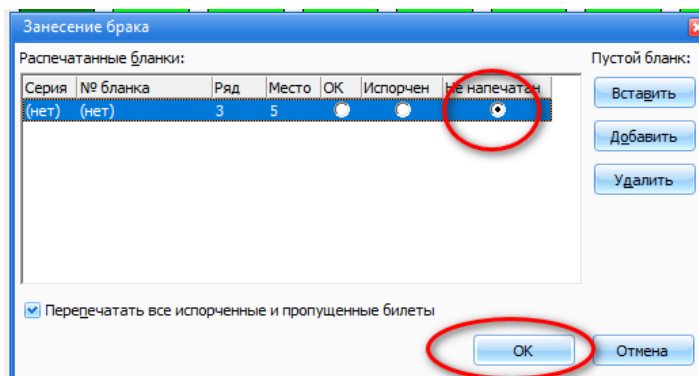 Занесение брака
Распечатанные бланки:
Пустой бланк:
Серия № бланка Ряд Место ОК Испорчен Не напечатан
(нет) (нет) 3 5
Вставить
Добавить
Удалить
Перепечатать все испорченные и пропущенные билеты
ОК
Отмена